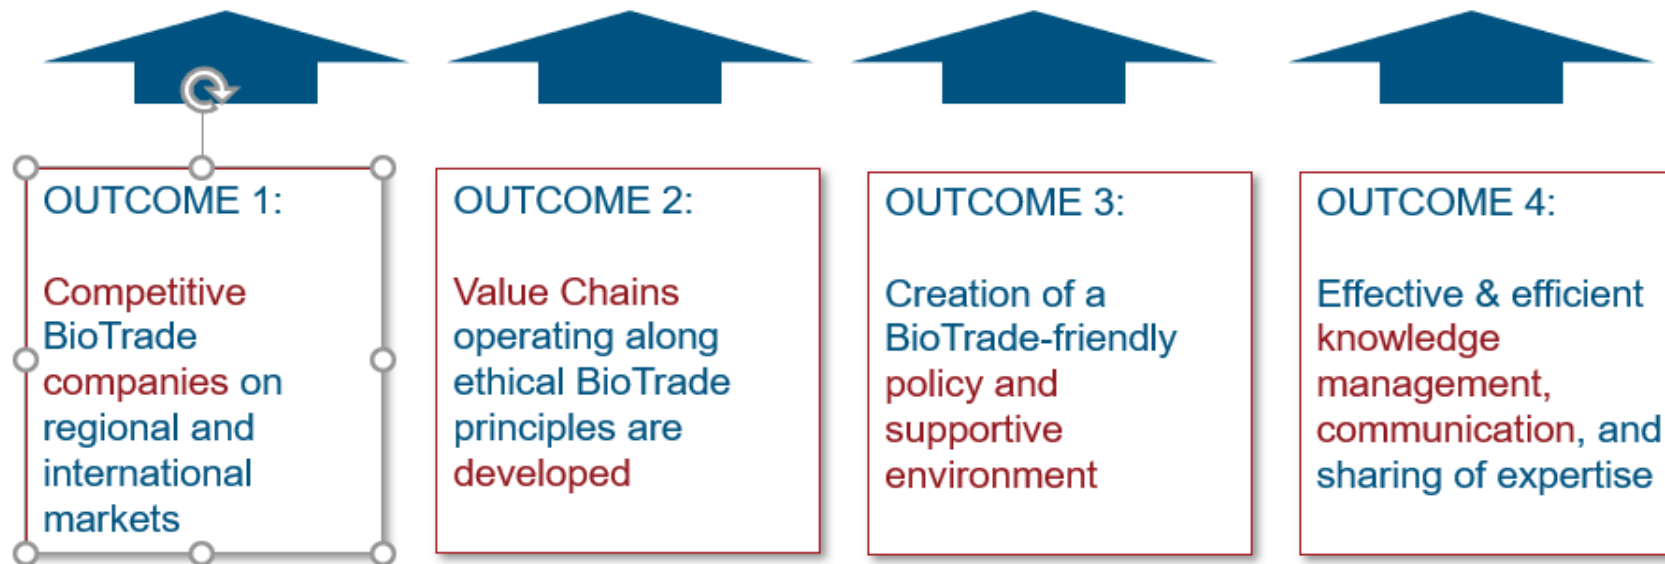 OUTCOME 1:
Competitive
BioTrade
companies on
regional and
international
markets
OUTCOME 2:
Value Chains
operating along
ethical BioTrade
principles are
developed
OUTCOME 3:
Creation of a
BioTrade-friendly
policy and
supportive
environment
OUTCOME 4:
Effective & efficient
knowledge
management,
communication, and
sharing of expertise